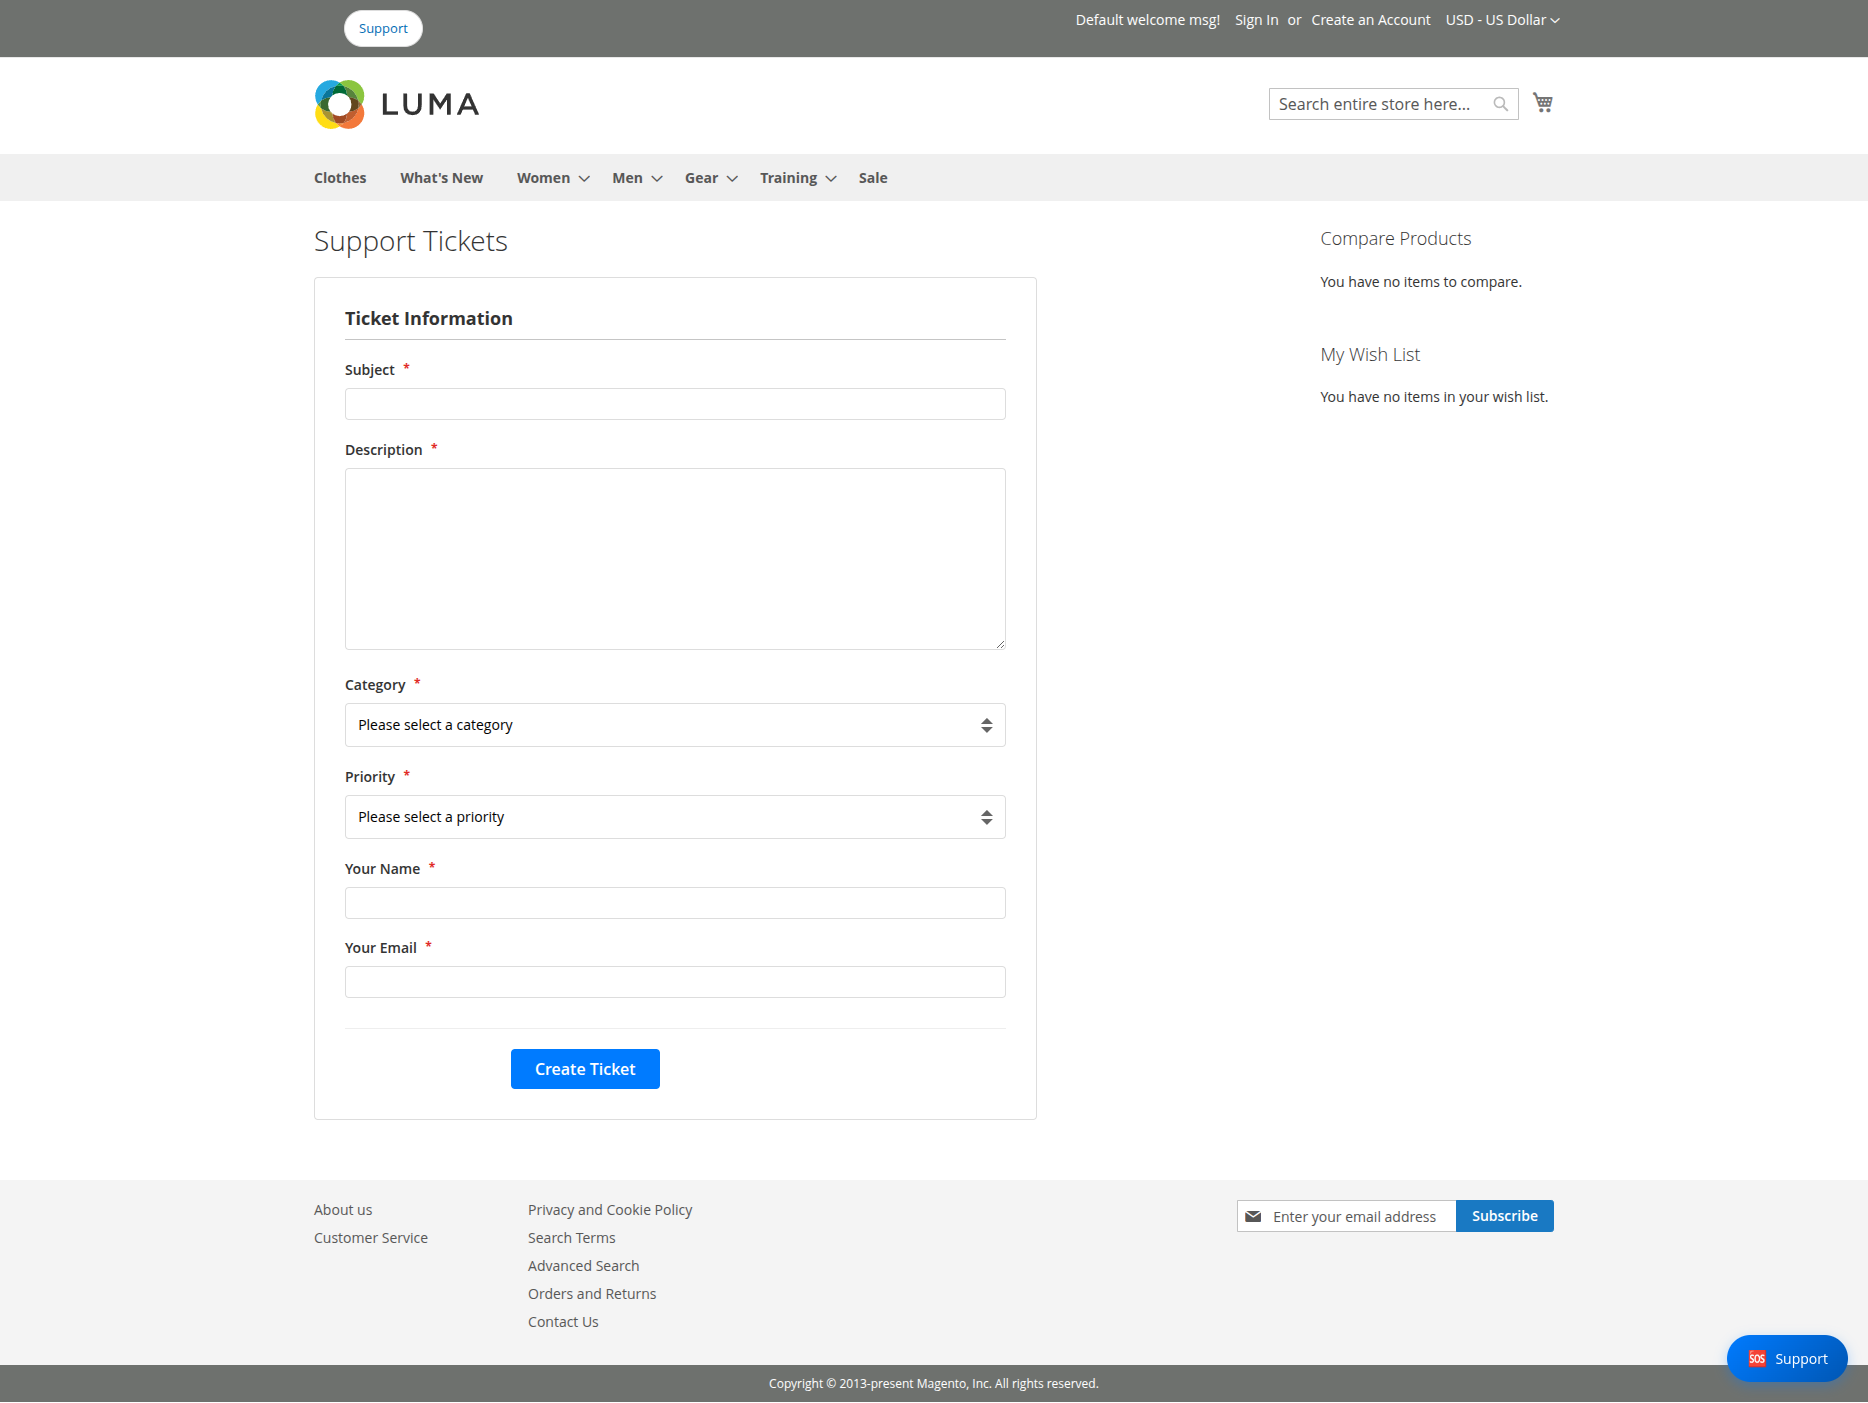 Support
Default welcome msg! Sign In or Create an Account USD - US Dollar
LUMA
Search entire store here...
Clothes What's New Women Men Gear Training Sale
Support Tickets
Ticket Information
Subject *
Description *
Category *
Please select a category
Priority *
Please select a priority
Your Name *
Your Email *
Create Ticket
Compare Products
You have no items to compare.
My Wish List
You have no items in your wish list.
About us
Customer Service
Privacy and Cookie Policy
Search Terms
Advanced Search
Orders and Returns
Contact Us
Enter your email address Subscribe
SOS Support
Copyright © 2013-present Magento, Inc. All rights reserved.